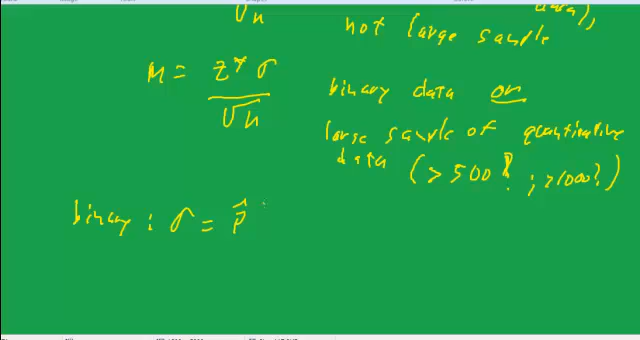 √n
not large sample
M = z* σ / √n
binary data or
large sample of quantitative
data (>500?; >1000?)
binary: σ = p̂